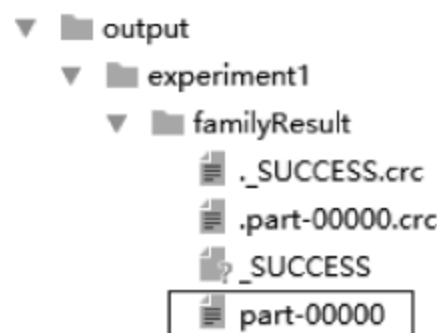 output
experiment1
familyResult
._SUCCESS.crc
.part-00000.crc
_SUCCESS
part-00000